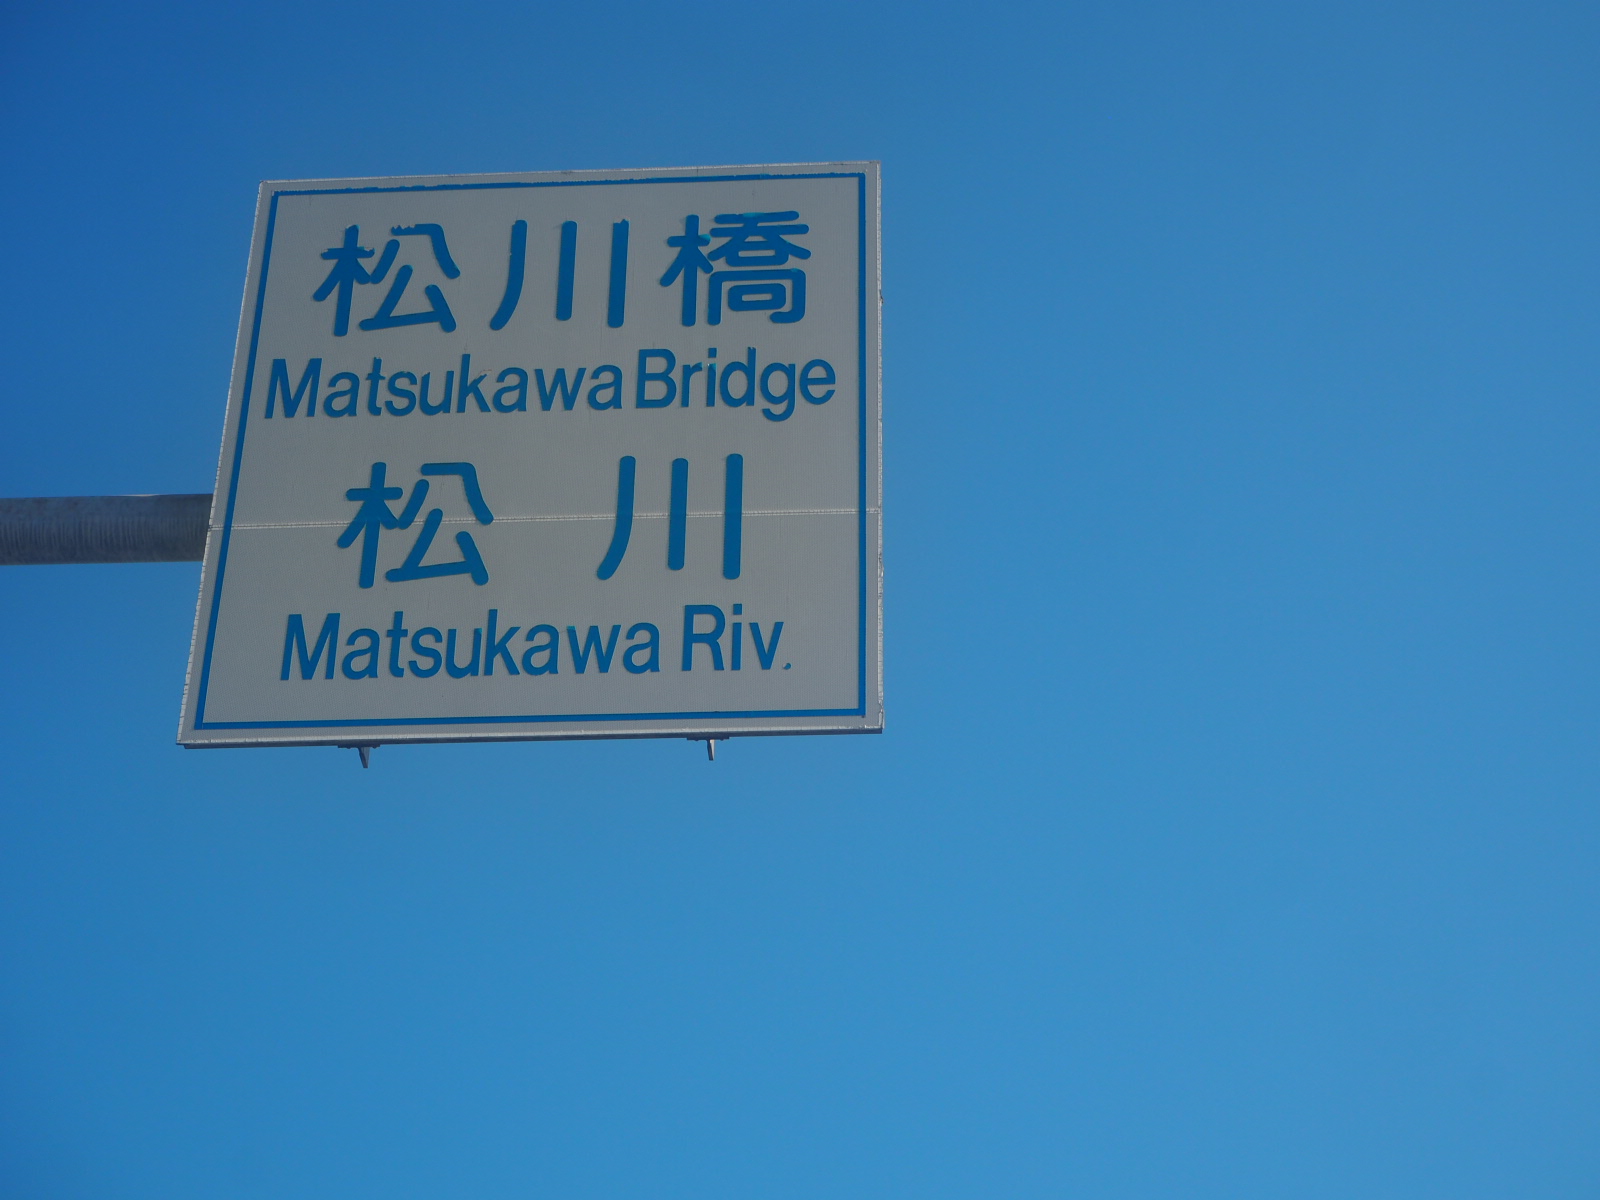 松川橋
Matsukawa Bridge
松川
Matsukawa Riv.